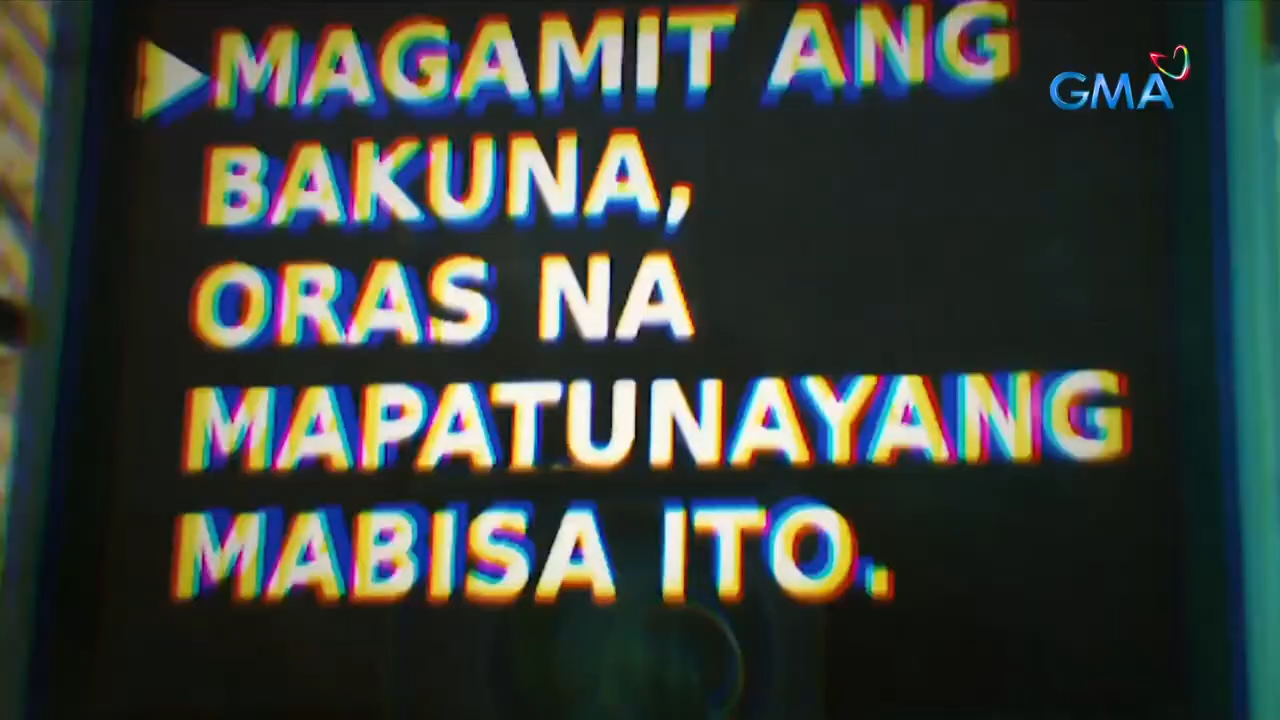 MAGAMIT ANG
GMA
BAKUNA,
ORAS NA
MAPATUNAYANG
MABISA ITO.